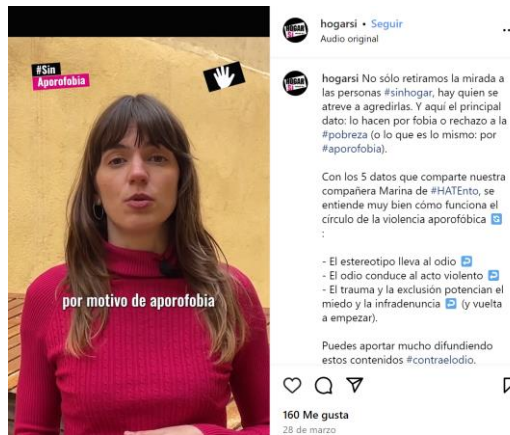 #Sin
Aporofobia
por motivo de aporofobia
HOGAR
SÍ
hogarsi • Seguir
Audio original
HOGAR
SÍ
hogarsi No sólo retiramos la mirada a
las personas #sinhogar, hay quien se
atreve a agredirlas. Y aquí el principal
dato: lo hacen por fobia o rechazo a la
#pobreza (o lo que es lo mismo: por
#aporofobia).
Con los 5 datos que comparte nuestra
compañera Marina de #HATEnto, se
entiende muy bien cómo funciona el
círculo de la violencia aporofóbica 🔄
:
- El estereotipo lleva al odio ↩️
- El odio conduce al acto violento ↩️
- El trauma y la exclusión potencian el
miedo y la infradenuncia ↩️ (y vuelta
a empezar).
Puedes aportar mucho difundiendo
estos contenidos #contraelodio.
160 Me gusta
28 de marzo